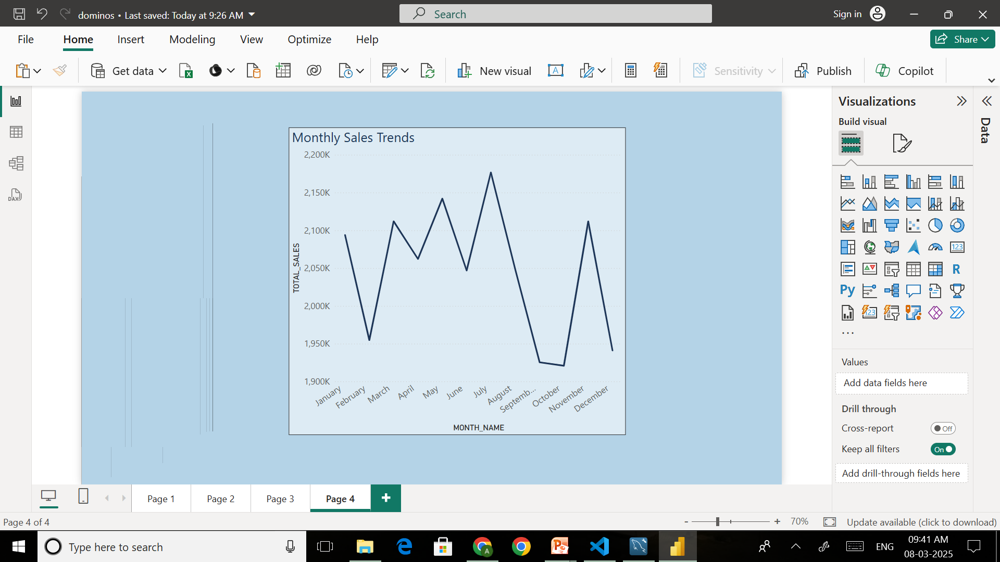 dominos • Last saved: Today at 9:26 AM
Search
Sign in
File Home Insert Modeling View Optimize Help
Share
Get data
New visual
A
Sensitivity
Publish
Copilot
DAX
Monthly Sales Trends
2,200K
2,150K
2,100K
2,050K
2,000K
1,950K
1,900K
TOTAL_SALES
January
February
March
April
May
June
July
August
Septemb...
October
November
December
MONTH_NAME
Visualizations
Build visual
123
R
Py
123
...
Values
Add data fields here
Drill through
Cross-report
Off
Keep all filters
On
Add drill-through fields here
Data
Page 1
Page 2
Page 3
Page 4
+
Page 4 of 4
- + 70%
Update available (click to download)
Type here to search
A
ENG
09:41 AM
08-03-2025